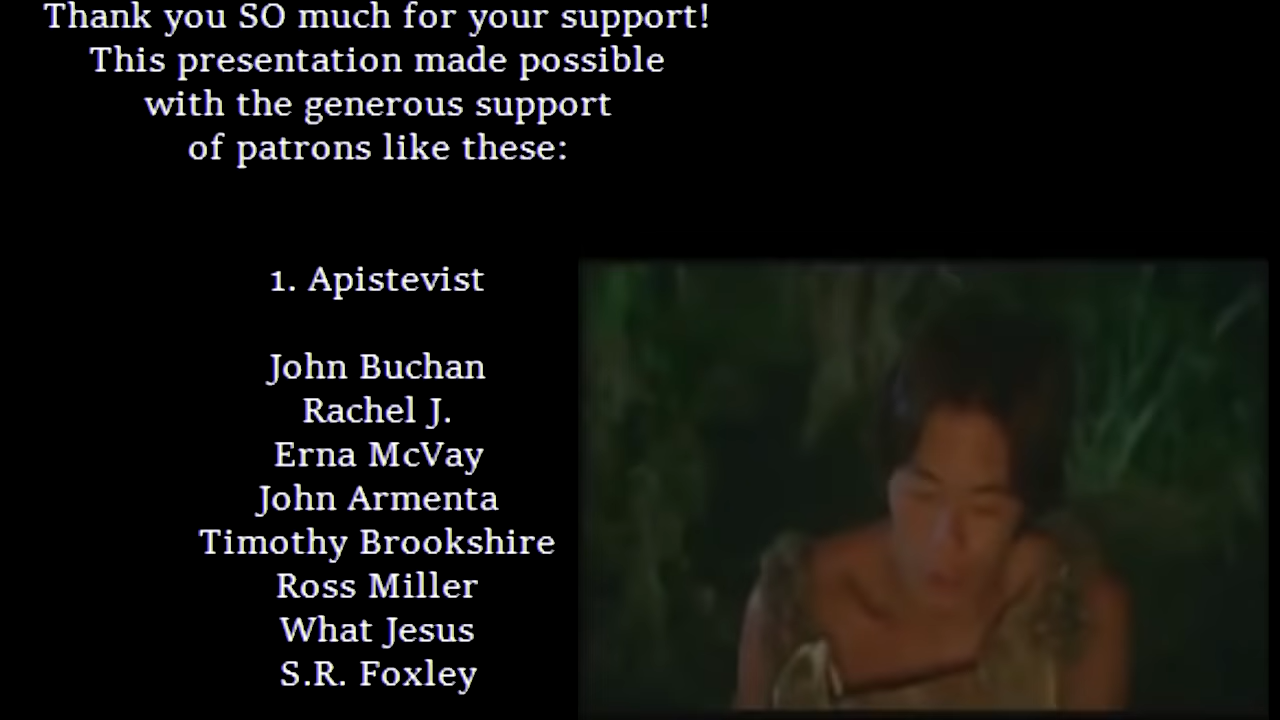 Thank you SO much for your support!
This presentation made possible
with the generous support
of patrons like these:
1. Apistevist
John Buchan
Rachel J.
Erna McVay
John Armenta
Timothy Brookshire
Ross Miller
What Jesus
S.R. Foxley